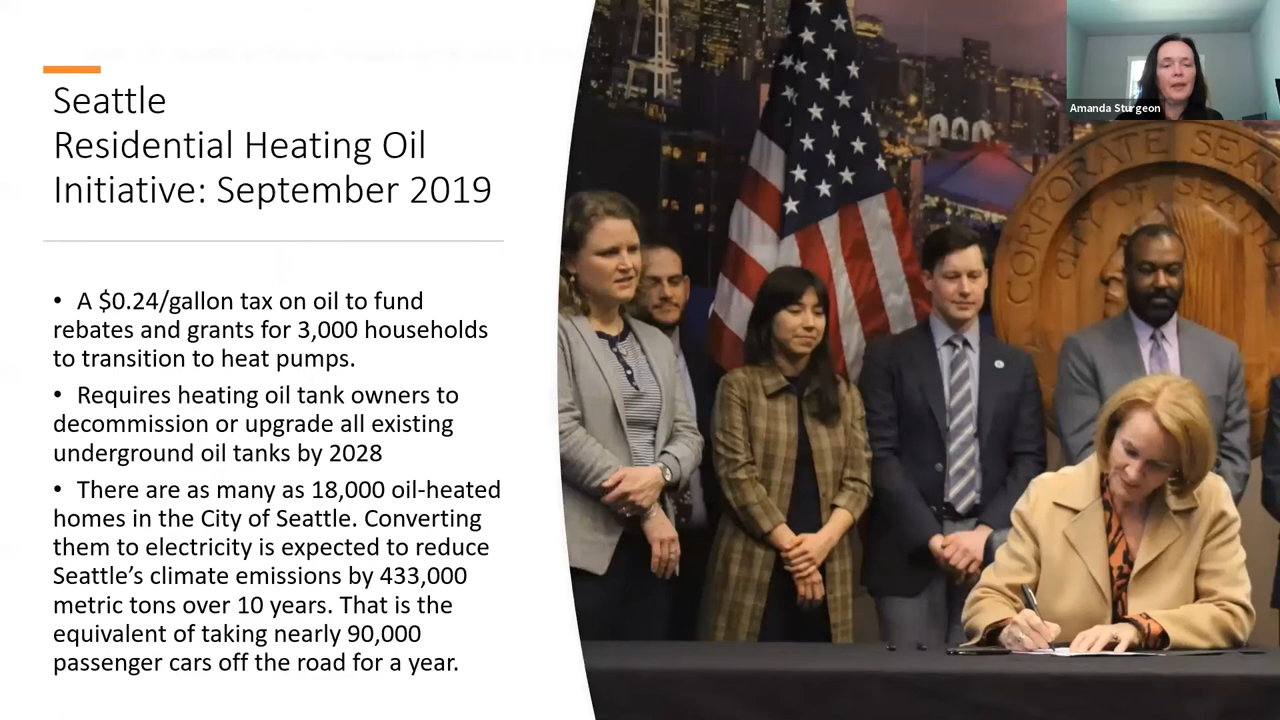 Seattle
Residential Heating Oil
Initiative: September 2019
• A $0.24/gallon tax on oil to fund
rebates and grants for 3,000 households
to transition to heat pumps.
• Requires heating oil tank owners to
decommission or upgrade all existing
underground oil tanks by 2028
• There are as many as 18,000 oil-heated
homes in the City of Seattle. Converting
them to electricity is expected to reduce
Seattle’s climate emissions by 433,000
metric tons over 10 years. That is the
equivalent of taking nearly 90,000
passenger cars off the road for a year.
Amanda Sturgeon
CORPORATE SEAL
CITY OF SEATTLE